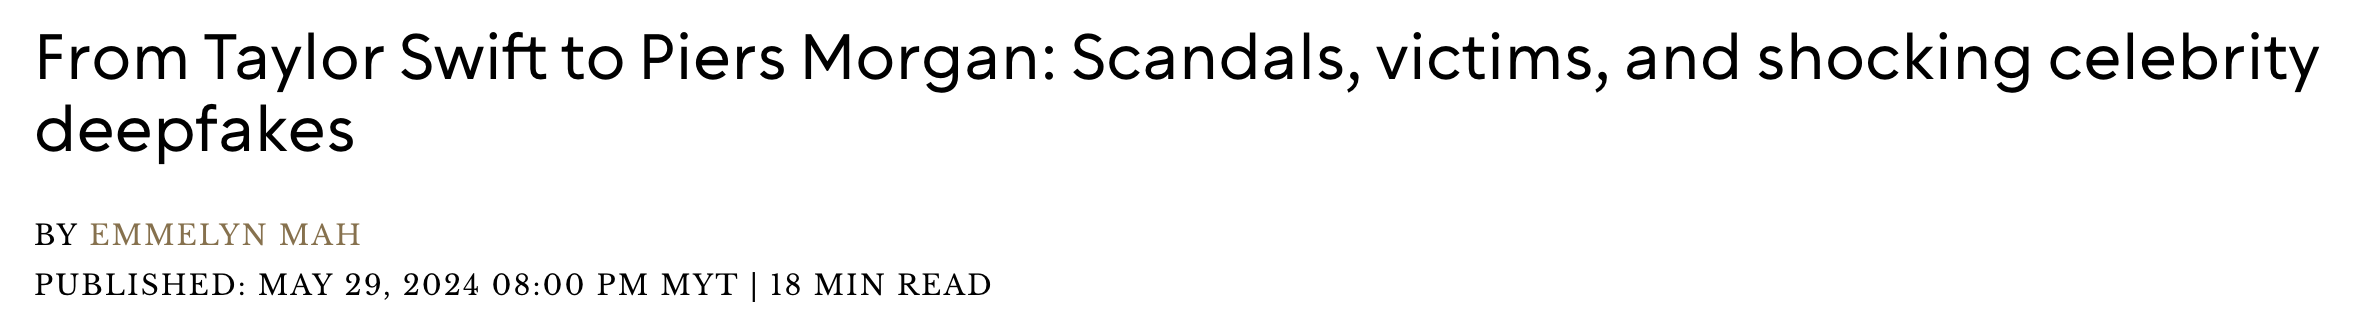 From Taylor Swift to Piers Morgan: Scandals, victims, and shocking celebrity
deepfakes
BY EMMELYN MAH
PUBLISHED: MAY 29, 2024 08:00 PM MYT | 18 MIN READ